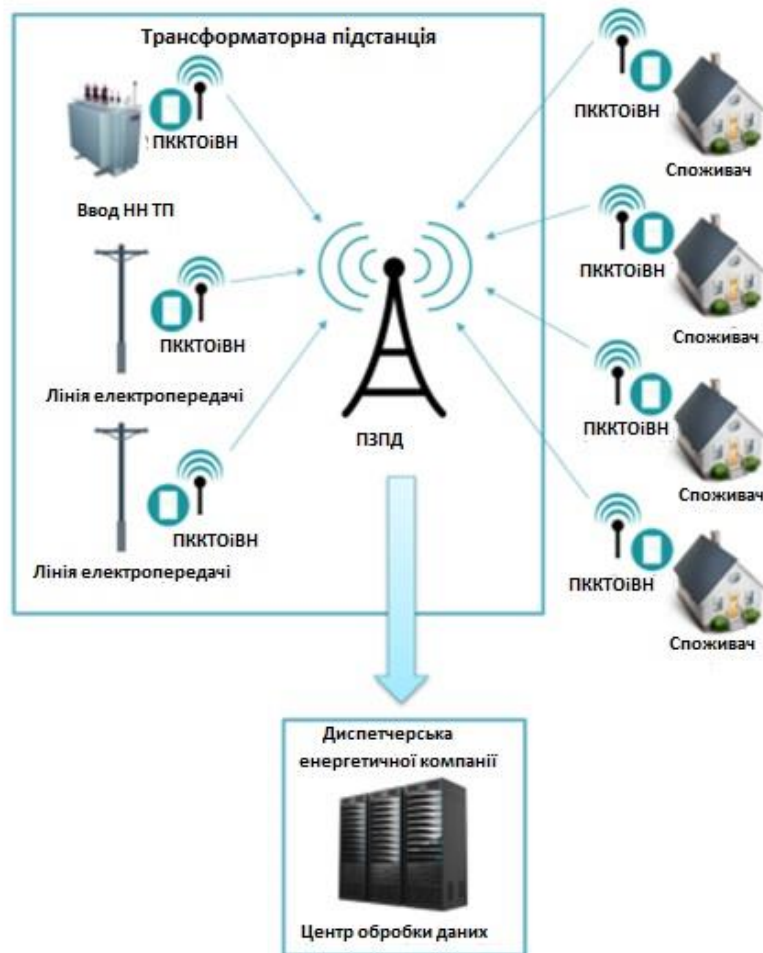 Трансформаторна підстанція
ПККТОіВН
Ввод НН ТП
ПККТОіВН
Лінія електропередачі
ПККТОіВН
Лінія електропередачі
ПЗПД
ПККТОіВН
Споживач
ПККТОіВН
Споживач
ПККТОіВН
Споживач
ПККТОіВН
Споживач
Диспетчерська
енергетичної компанії
Центр обробки даних